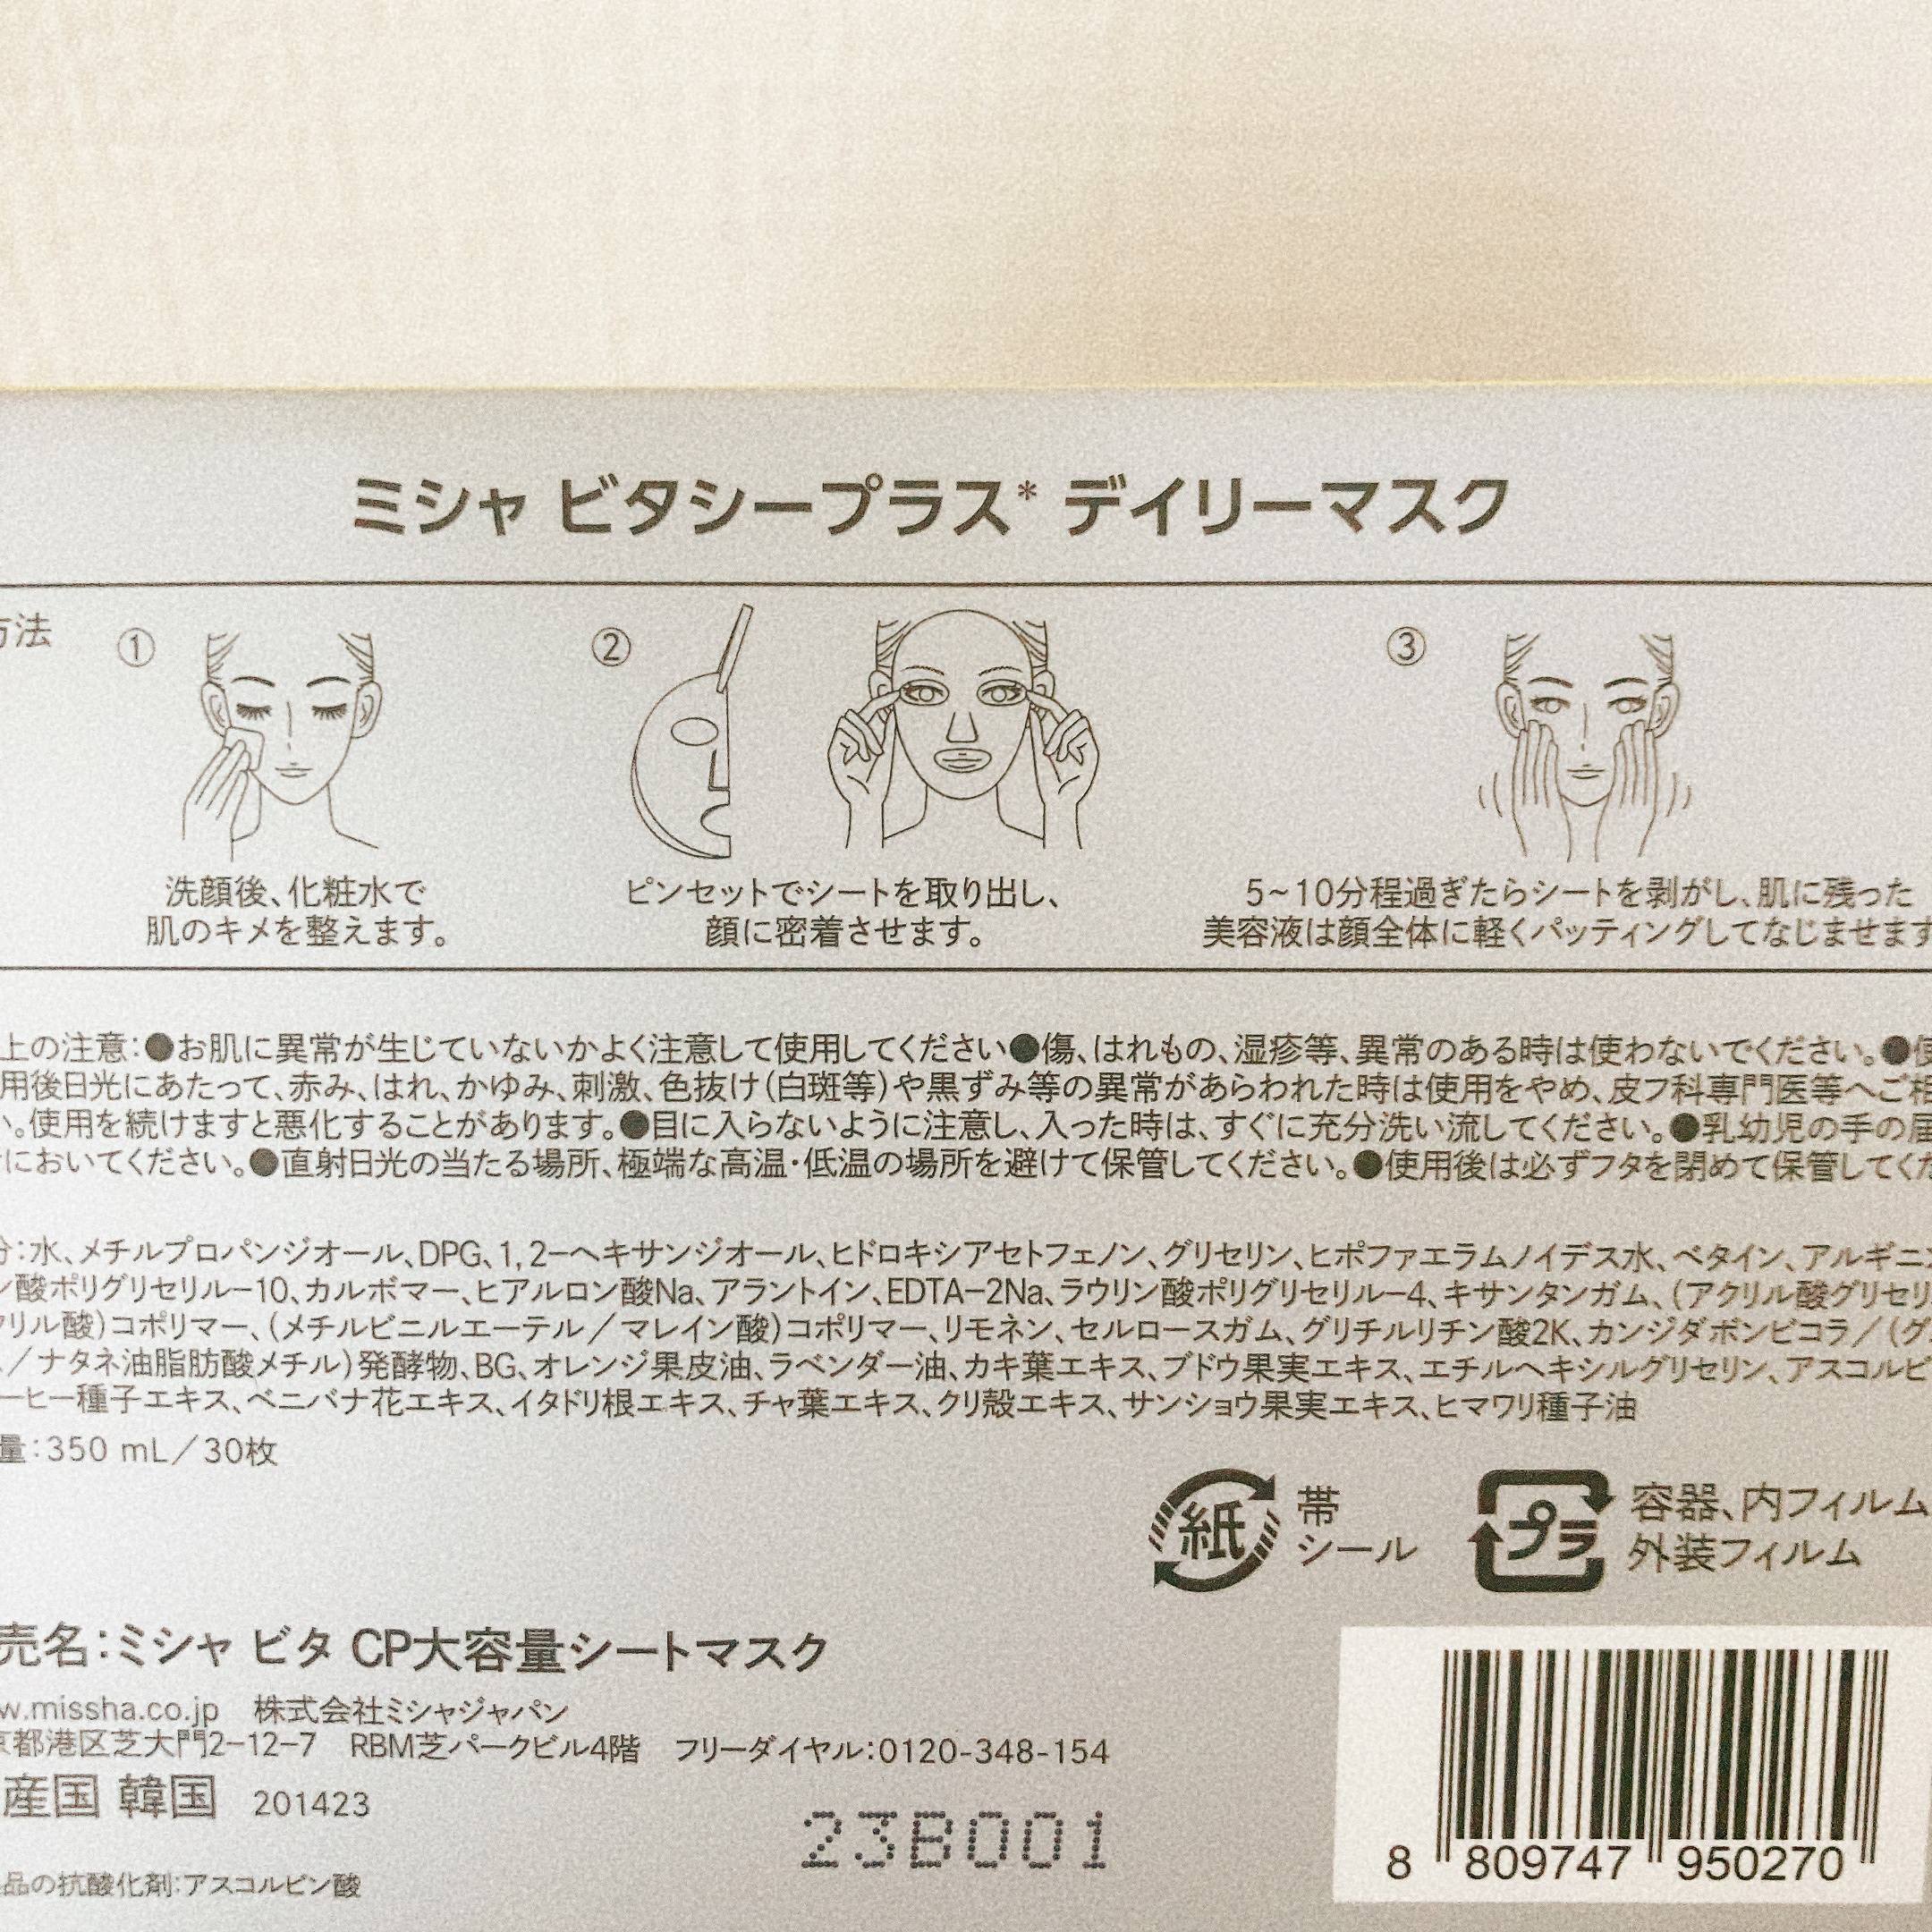 ミシャ ビタシープラス* デイリーマスク
方法
① 
洗顔後、化粧水で
肌のキメを整えます。
②
ピンセットでシートを取り出し、
顔に密着させます。
③
5~10分程過ぎたらシートを剥がし、肌に残った
美容液は顔全体に軽くパッティングしてなじませます
上の注意：●お肌に異常が生じていないかよく注意して使用してください●傷、はれもの、湿疹等、異常のある時は使わないでください。●使
用後日光にあたって、赤み、はれ、かゆみ、刺激、色抜け（白斑等）や黒ずみ等の異常があらわれた時は使用をやめ、皮フ科専門医等へご相
い。使用を続けますと悪化することがあります。●目に入らないように注意し、入った時は、すぐに充分洗い流してください。●乳幼児の手の届
においてください。●直射日光の当たる場所、極端な高温・低温の場所を避けて保管してください。●使用後は必ずフタを閉めて保管してくだ
分：水、メチルプロパンジオール、DPG、1，2−ヘキサンジオール、ヒドロキシアセトフェノン、グリセリン、ヒポファエラムノイデス水、ベタイン、アルギニン
ン酸ポリグリセリル−10、カルボマー、ヒアルロン酸Na、アラントイン、EDTA−2Na、ラウリン酸ポリグリセリル−4、キサンタンガム、（アクリル酸グリセリ
クリル酸）コポリマー、（メチルビニルエーテル／マレイン酸）コポリマー、リモネン、セルロースガム、グリチルリチン酸2K、カンジダボンビコラ／（グ
／ナタネ油脂肪酸メチル）発酵物、BG、オレンジ果皮油、ラベンダー油、カキ葉エキス、ブドウ果実エキス、エチルヘキシルグリセリン、アスコルビ
ーヒー種子エキス、ベニバナ花エキス、イタドリ根エキス、チャ葉エキス、クリ殻エキス、サンショウ果実エキス、ヒマワリ種子油
量：350 mL／30枚
紙 帯
シール
プラ 容器、内フィルム
外装フィルム
売名：ミシャ ビタ CP大容量シートマスク
w.missha.co.jp 株式会社ミシャジャパン
京都港区芝大門2−12−7 RBM芝パークビル4階 フリーダイヤル：0120-348-154
産国 韓国 201423
23B001
品の抗酸化剤：アスコルビン酸
8 809747 950270